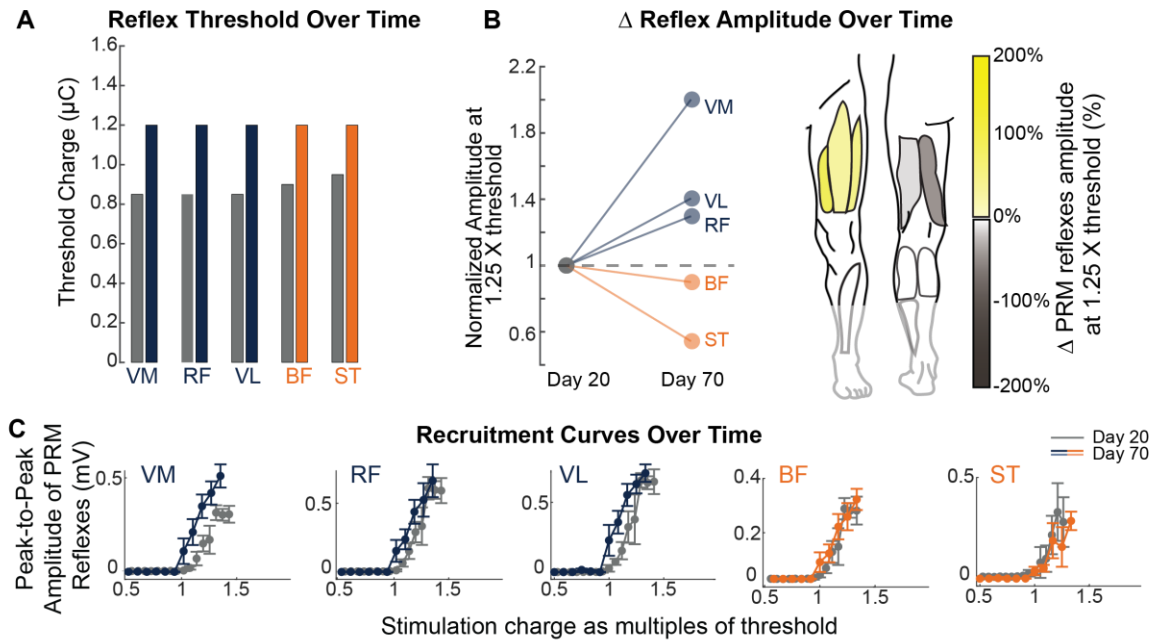 A
Reflex Threshold Over Time
Threshold Charge (µC)
1.6
1.4
1.2
1.0
0.8
0.6
0.4
0.2
0
VM
RF
VL
BF
ST
B
Δ Reflex Amplitude Over Time
Normalized Amplitude at
1.25 X threshold
2.2
1.8
1.4
1
0.6
VM
VL
RF
BF
ST
Day 20
Day 70
200%
100%
0%
-100%
-200%
Δ PRM reflexes amplitude
at 1.25 X threshold (%)
C
Recruitment Curves Over Time
Day 20
Day 70
Peak-to-Peak
Amplitude of PRM
Reflexes (mV)
VM
0.5
0
0.5
1
1.5
RF
0.5
0
0.5
1
1.5
VL
0.5
0
0.5
1
1.5
BF
0.4
0.2
0
0.5
1
1.5
ST
0.5
0
0.5
1
1.5
Stimulation charge as multiples of threshold